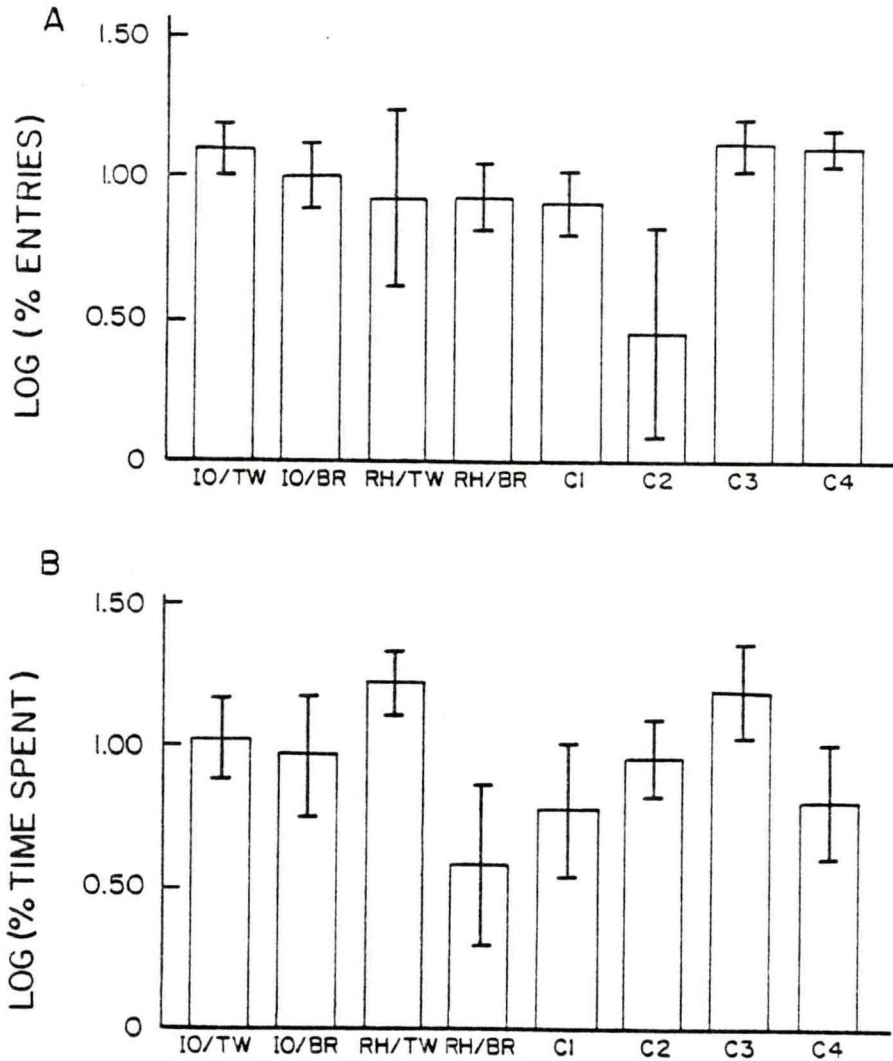 A
1.50
1.00
0.50
0
LOG (% ENTRIES)
IO/TW IO/BR RH/TW RH/BR C1 C2 C3 C4
B
1.50
1.00
0.50
0
LOG (% TIME SPENT)
IO/TW IO/BR RH/TW RH/BR C1 C2 C3 C4